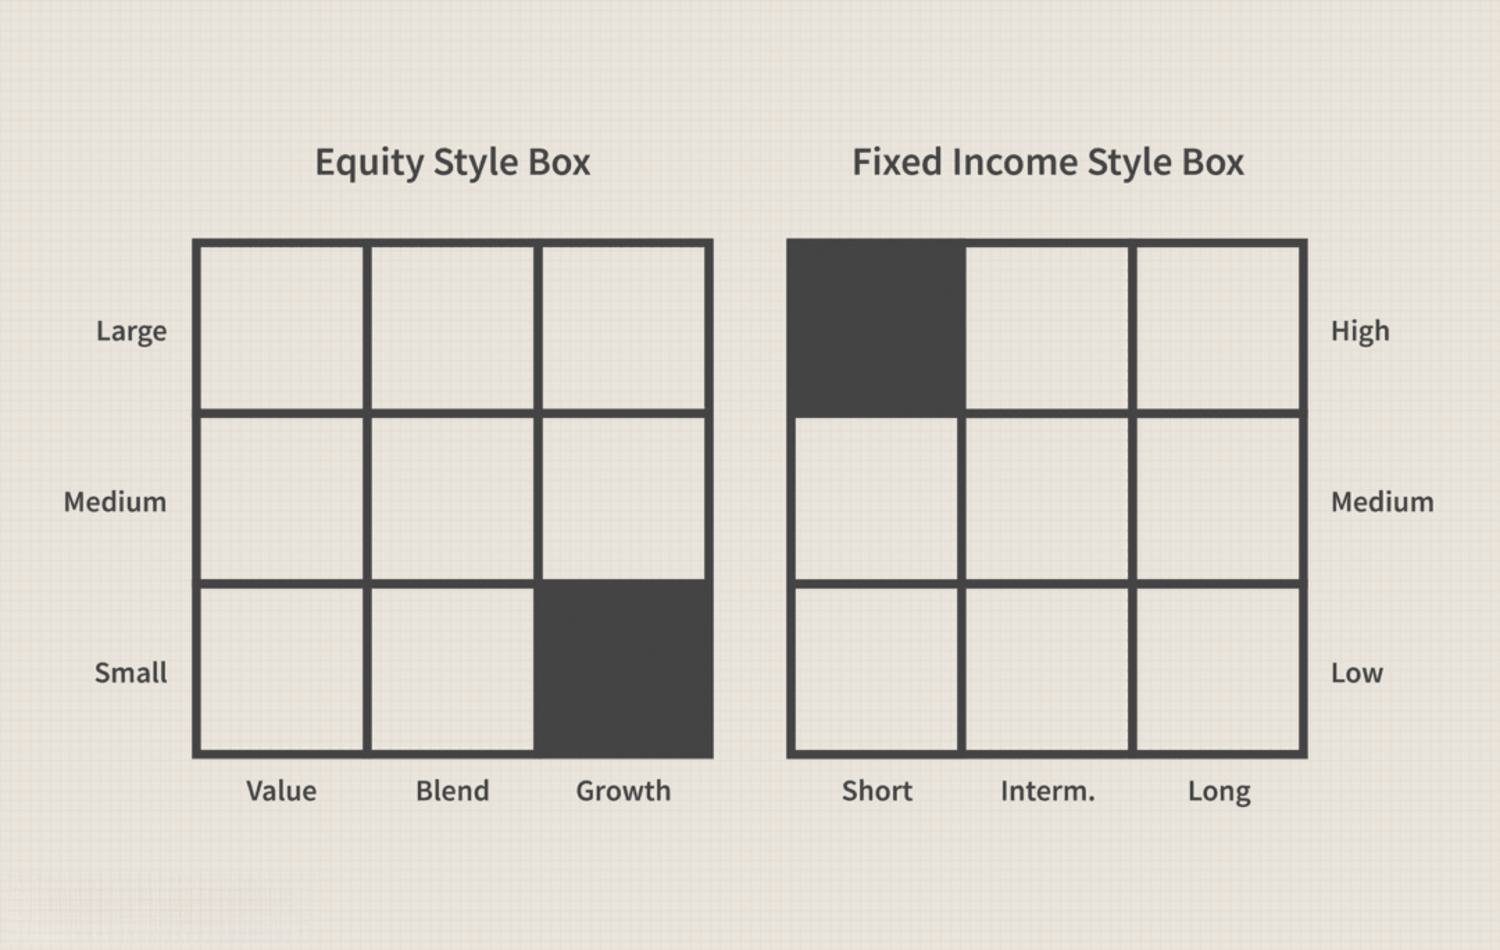 Equity Style Box
Fixed Income Style Box
Large
High
Medium
Medium
Small
Low
Value
Blend
Growth
Short
Interm.
Long